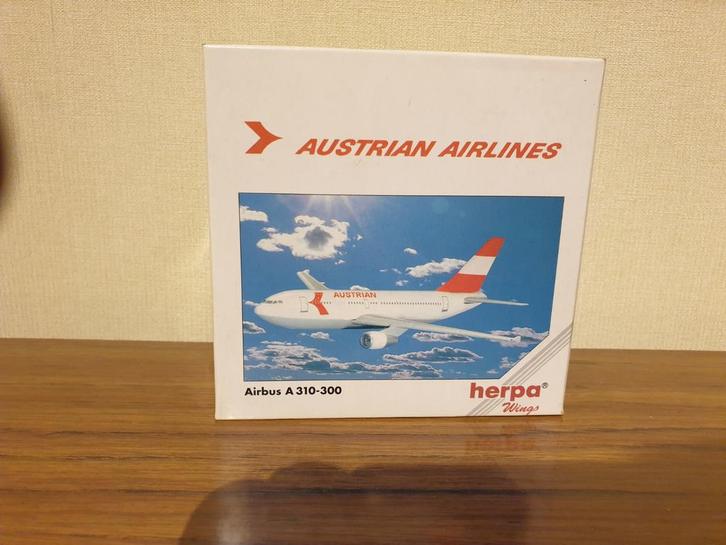 AUSTRIAN AIRLINES
AUSTRIAN
Airbus A 310-300
herpa®
Wings